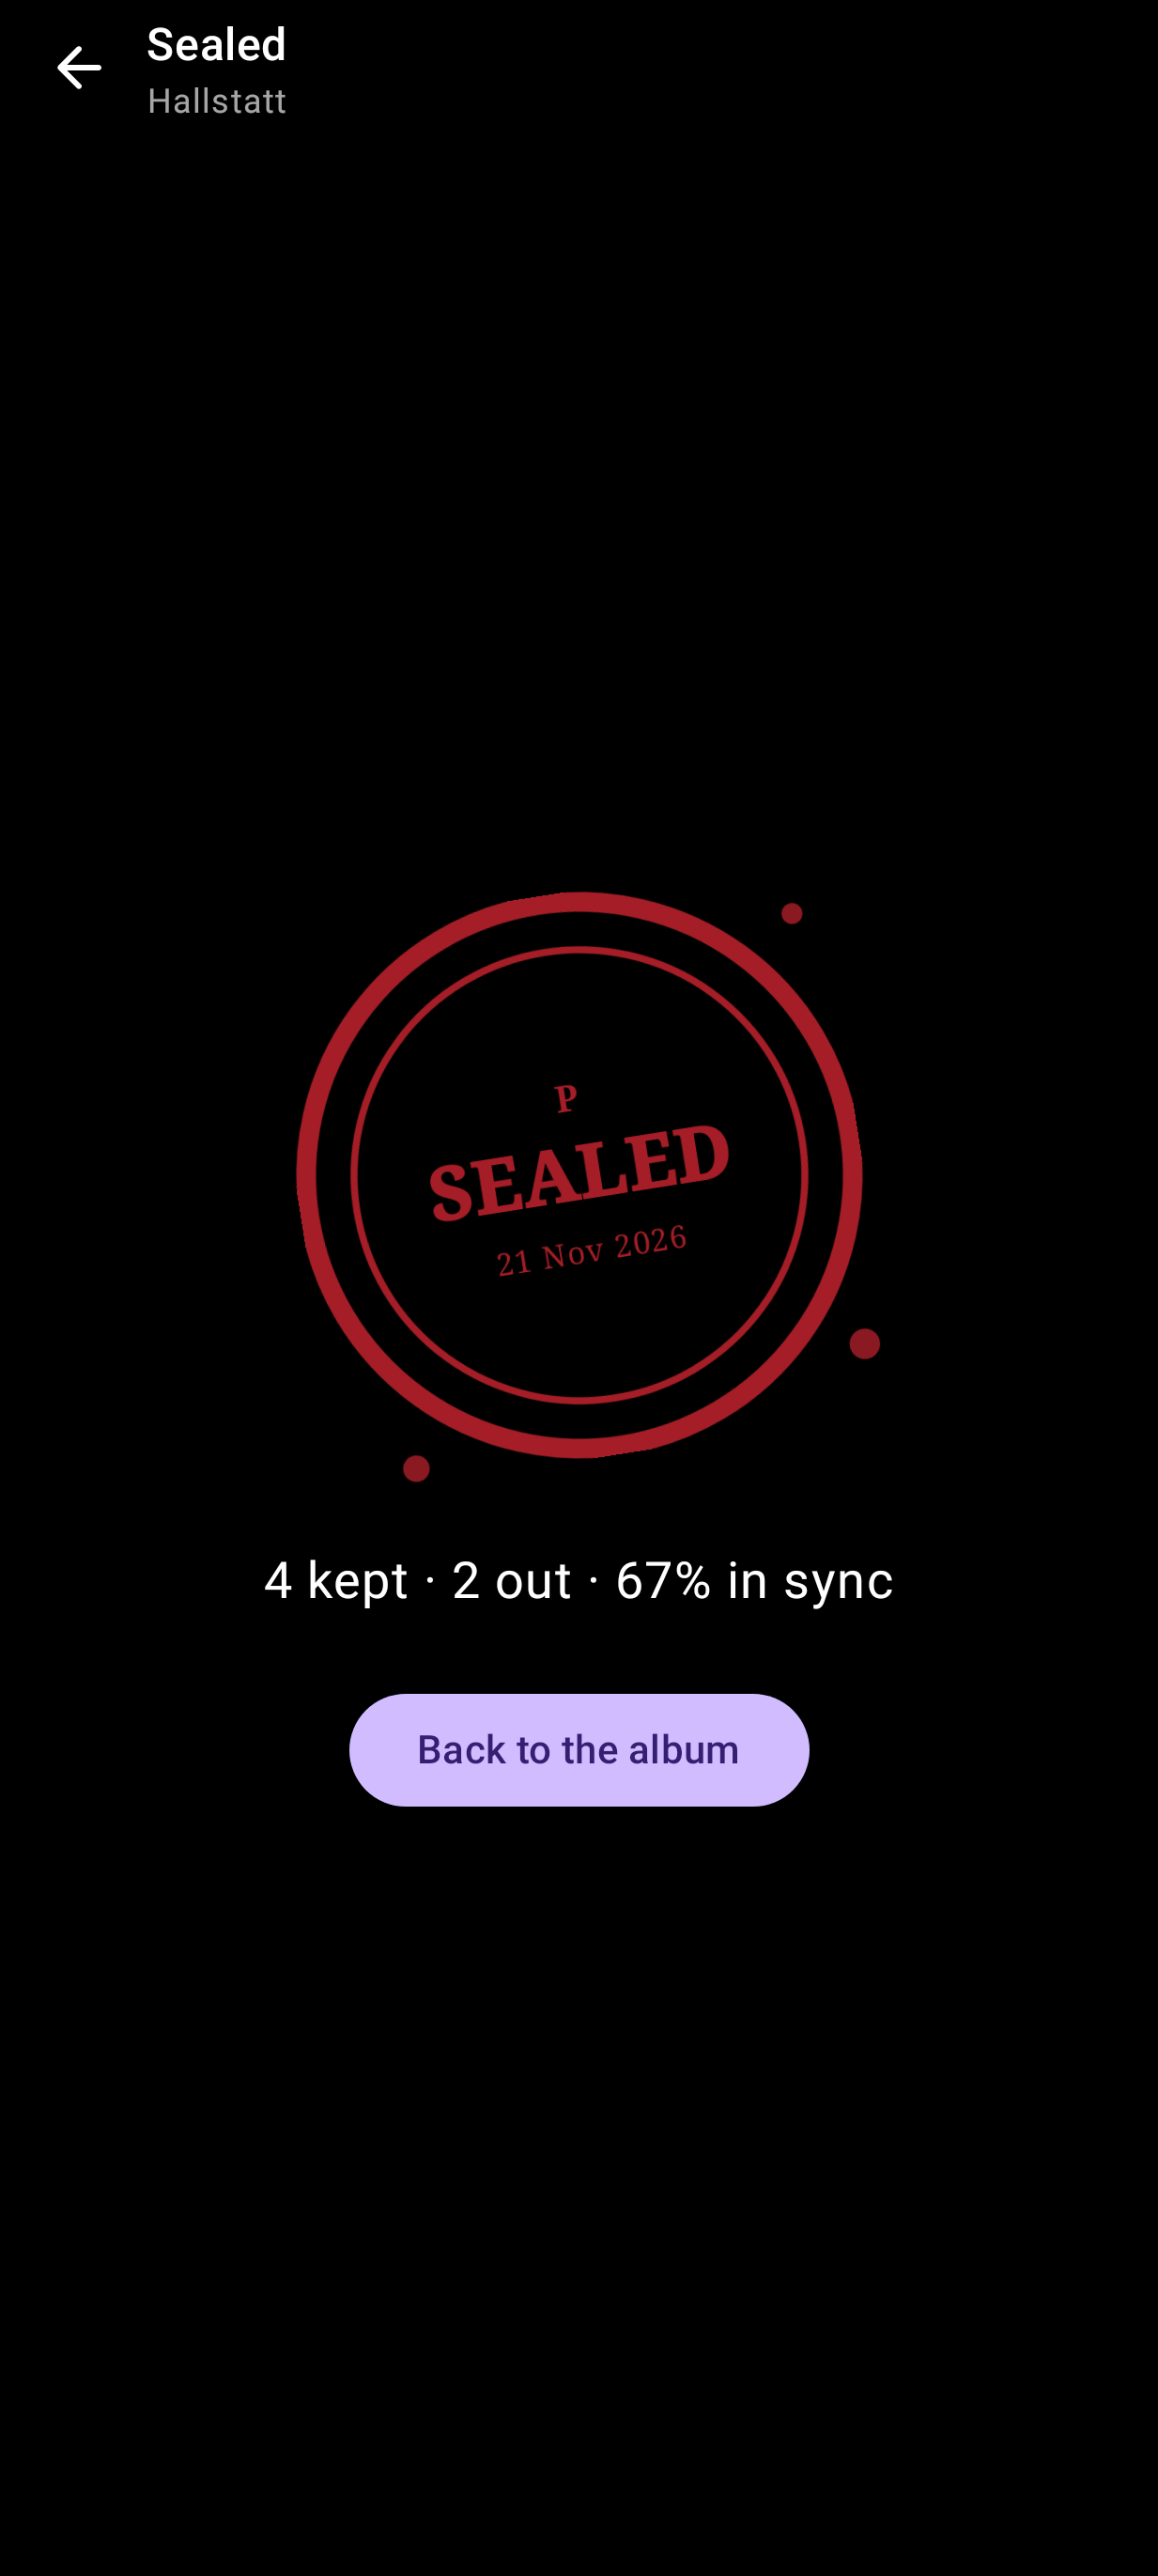 Sealed
Hallstatt
P
SEALED
21 Nov 2026
4 kept · 2 out · 67% in sync
Back to the album